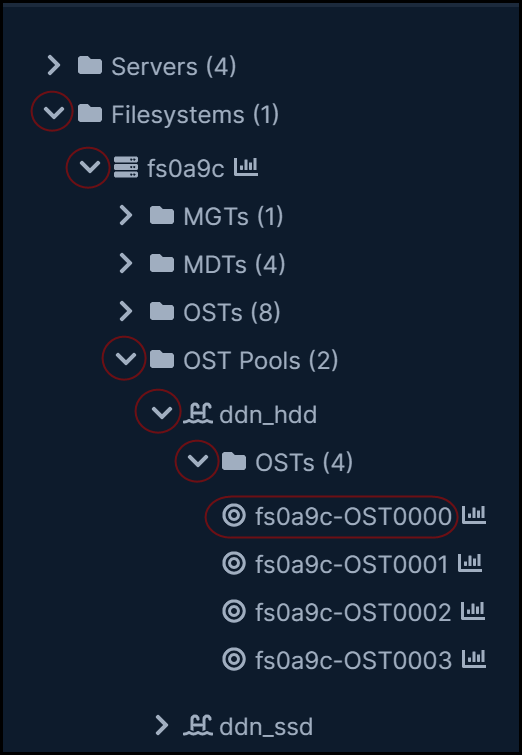 Servers (4)
Filesystems (1)
fs0a9c
MGTs (1)
MDTs (4)
OSTs (8)
OST Pools (2)
ddn_hdd
OSTs (4)
fs0a9c-OST0000
fs0a9c-OST0001
fs0a9c-OST0002
fs0a9c-OST0003
ddn_ssd